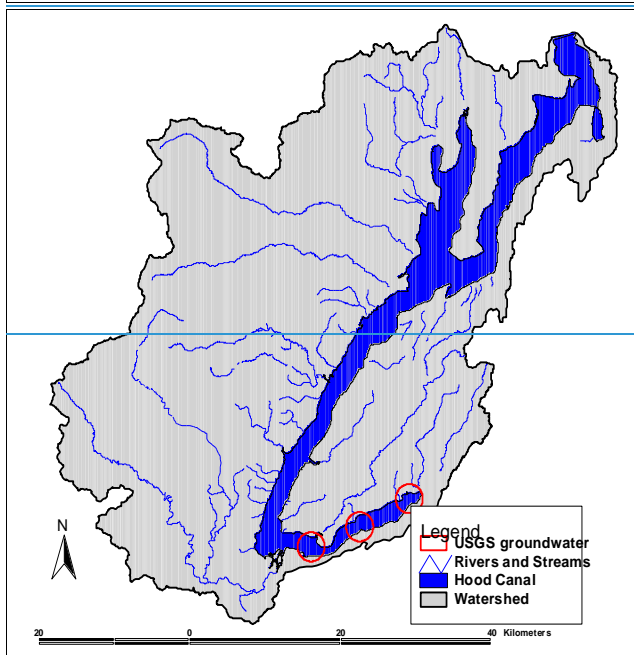 N
Legend
USGS groundwater
Rivers and Streams
Hood Canal
Watershed
20 0 20 40 Kilometers